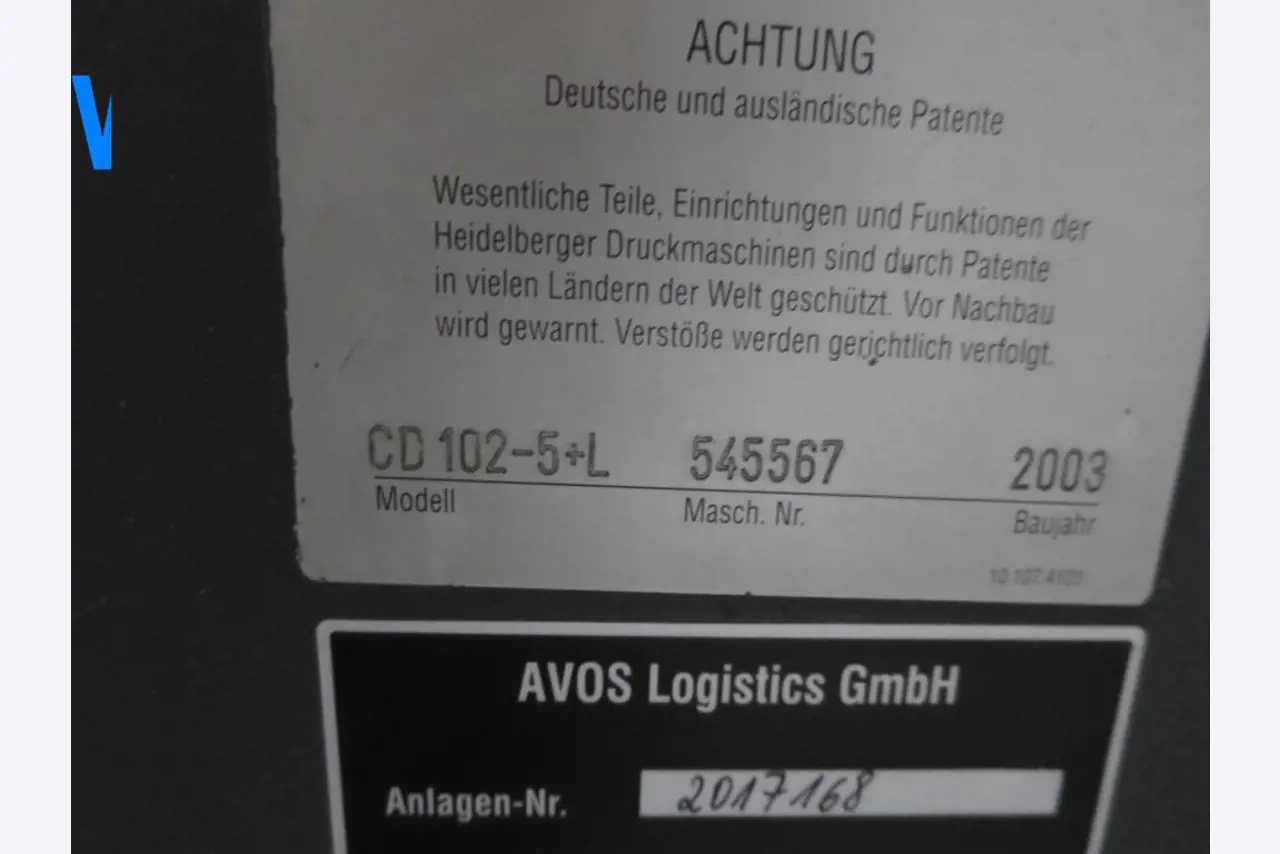 ACHTUNG
Deutsche und ausländische Patente
Wesentliche Teile, Einrichtungen und Funktionen der
Heidelberger Druckmaschinen sind durch Patente
in vielen Ländern der Welt geschützt. Vor Nachbau
wird gewarnt. Verstöße werden gerichtlich verfolgt.
CD 102-5+L 545567 2003
Modell Masch. Nr. Baujahr
AVOS Logistics GmbH
Anlagen-Nr. 2017168